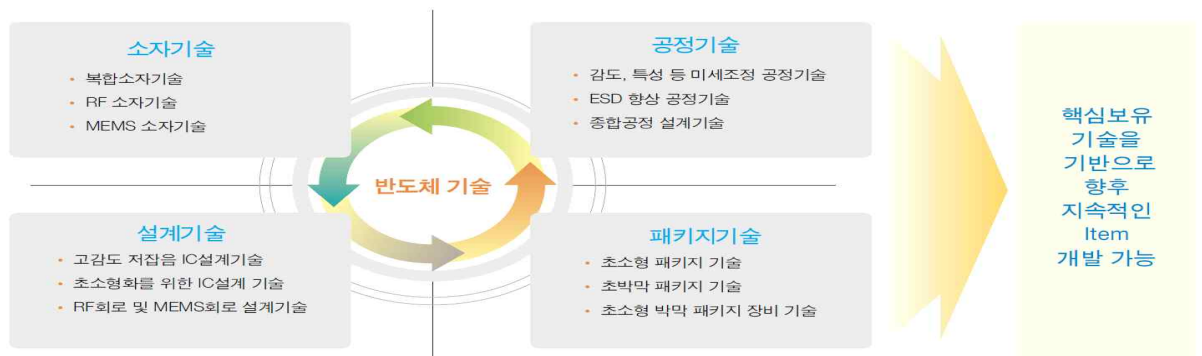 소자기술
• 복합소자기술
• RF 소자기술
• MEMS 소자기술
공정기술
• 감도, 특성 등 미세조정 공정기술
• ESD 향상 공정기술
• 종합공정 설계기술
반도체 기술
설계기술
• 고감도 저잡음 IC설계기술
• 초소형화를 위한 IC설계 기술
• RF회로 및 MEMS회로 설계기술
패키지기술
• 초소형 패키지 기술
• 초박막 패키지 기술
• 초소형 박막 패키지 장비 기술
핵심보유
기술을
기반으로
향후
지속적인
Item
개발 가능